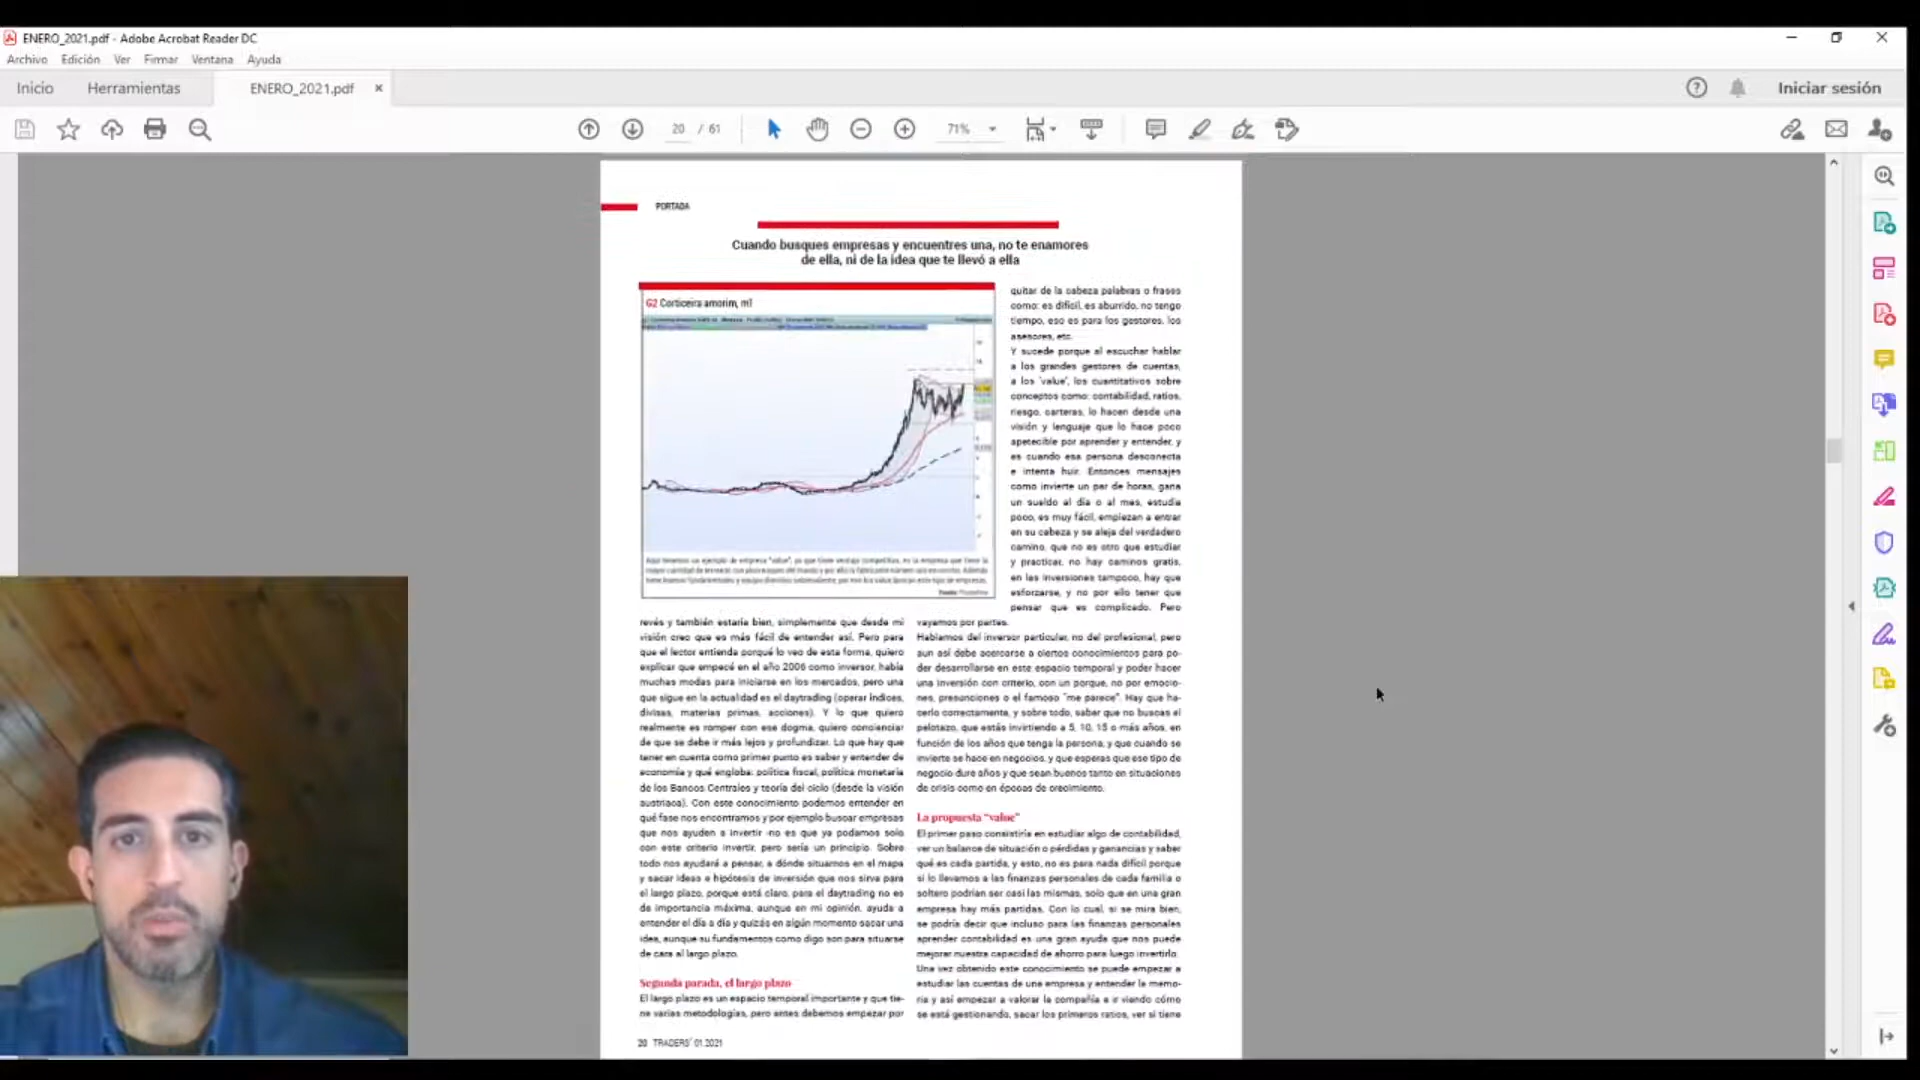 ENERO_2021.pdf - Adobe Acrobat Reader DC
Archivo Edición Ver Firmar Ventana Ayuda
Inicio Herramientas ENERO_2021.pdf × Iniciar sesión
20 / 61 71%
PORTADA
Cuando busques empresas y encuentres una, no te enamores
de ella, ni de la idea que te llevó a ella
G2 Corticeira amorim, m1
quitar de la cabeza palabras o frases
como: es difícil, es aburrido, no tengo
tiempo, eso es para los gestores, los
asesores, etc.
Y sucede porque al escuchar hablar
a los grandes gestores de cuentas,
a los "value", los cuantitativos sobre
conceptos como: contabilidad, ratios,
riesgo, carteras, lo hacen desde una
visión y lenguaje que lo hace poco
apetecible por aprender y entender, y
es cuando esa persona desconecta
e intenta huir. Entonces mensajes
como invierte un par de horas, gana
un sueldo al día o al mes, estudia
poco, es muy fácil, empiezan a entrar
en su cabeza y se aleja del verdadero
camino, que no es otro que estudiar
y practicar, no hay caminos gratis,
en las inversiones tampoco, hay que
esforzarse, y no por ello tener que
pensar que es complicado. Pero
vayamos por partes.
revés y también estaría bien, simplemente que desde mi
visión creo que es más fácil de entender así. Pero para
que el lector entienda porqué lo veo de esta forma, quiero
explicar que empecé en el año 2006 como inversor, había
muchas modas para iniciarse en los mercados, pero una
que sigue en la actualidad es el daytrading (operar índices,
divisas, materias primas, acciones). Y lo que quiero
realmente es romper con ese dogma, quiero concienciar
de que se debe ir más lejos y profundizar. Lo que hay que
tener en cuenta como primer punto es saber y entender de
economía y qué engloba: política fiscal, política monetaria
de los Bancos Centrales y teoría del ciclo (desde la visión
austriaca). Con este conocimiento podemos entender en
qué fase nos encontramos y por ejemplo buscar empresas
que nos ayuden a invertir -no es que ya podamos solo
con este criterio invertir, pero sería un principio. Sobre
todo nos ayudará a pensar, a dónde situarnos en el mapa
y sacar ideas e hipótesis de inversión que nos sirva para
el largo plazo, porque está claro, para el daytrading no es
de importancia máxima, aunque en mi opinión, ayuda a
entender el día a día y quizás en algún momento sacar una
idea, aunque su fundamentos como digo son para situarse
de cara al largo plazo.
Segunda parada, el largo plazo
El largo plazo es un espacio temporal importante y que tie-
ne varias metodologías, pero antes debemos empezar por
Hablamos del inversor particular, no del profesional, pero
aun así debe acercarse a ciertos conocimientos para po-
der desarrollarse en este espacio temporal y poder hacer
una inversión con criterio, con un porque, no por emocio-
nes, presunciones o el famoso "me parece". Hay que ha-
cerlo correctamente, y sobre todo, saber que no buscas el
pelotazo, que estás invirtiendo a 5, 10, 15 o más años, en
función de los años que tenga la persona, y que cuando se
invierte se hace en negocios, y que esperas que ese tipo de
negocio dure años y que sean buenos tanto en situaciones
de crisis como en épocas de crecimiento.
La propuesta "value"
El primer paso consistiría en estudiar algo de contabilidad,
ver un balance de situación o pérdidas y ganancias y saber
qué es cada partida, y esto, no es para nada difícil porque
si lo llevamos a las finanzas personales de cada familia o
soltero podrían ser casi las mismas, solo que en una gran
empresa hay más partidas. Con lo cual, si se mira bien,
se podría decir que incluso para las finanzas personales
aprender contabilidad es una gran ayuda que nos puede
mejorar nuestra capacidad de ahorro para luego invertirlo.
Una vez obtenido este conocimiento se puede empezar a
estudiar las cuentas de una empresa y entender la memo-
ria y así empezar a valorar la compañía e ir viendo cómo
se está gestionando, sacar los primeros ratios, ver si tiene
20 TRADERS´ 01.2021